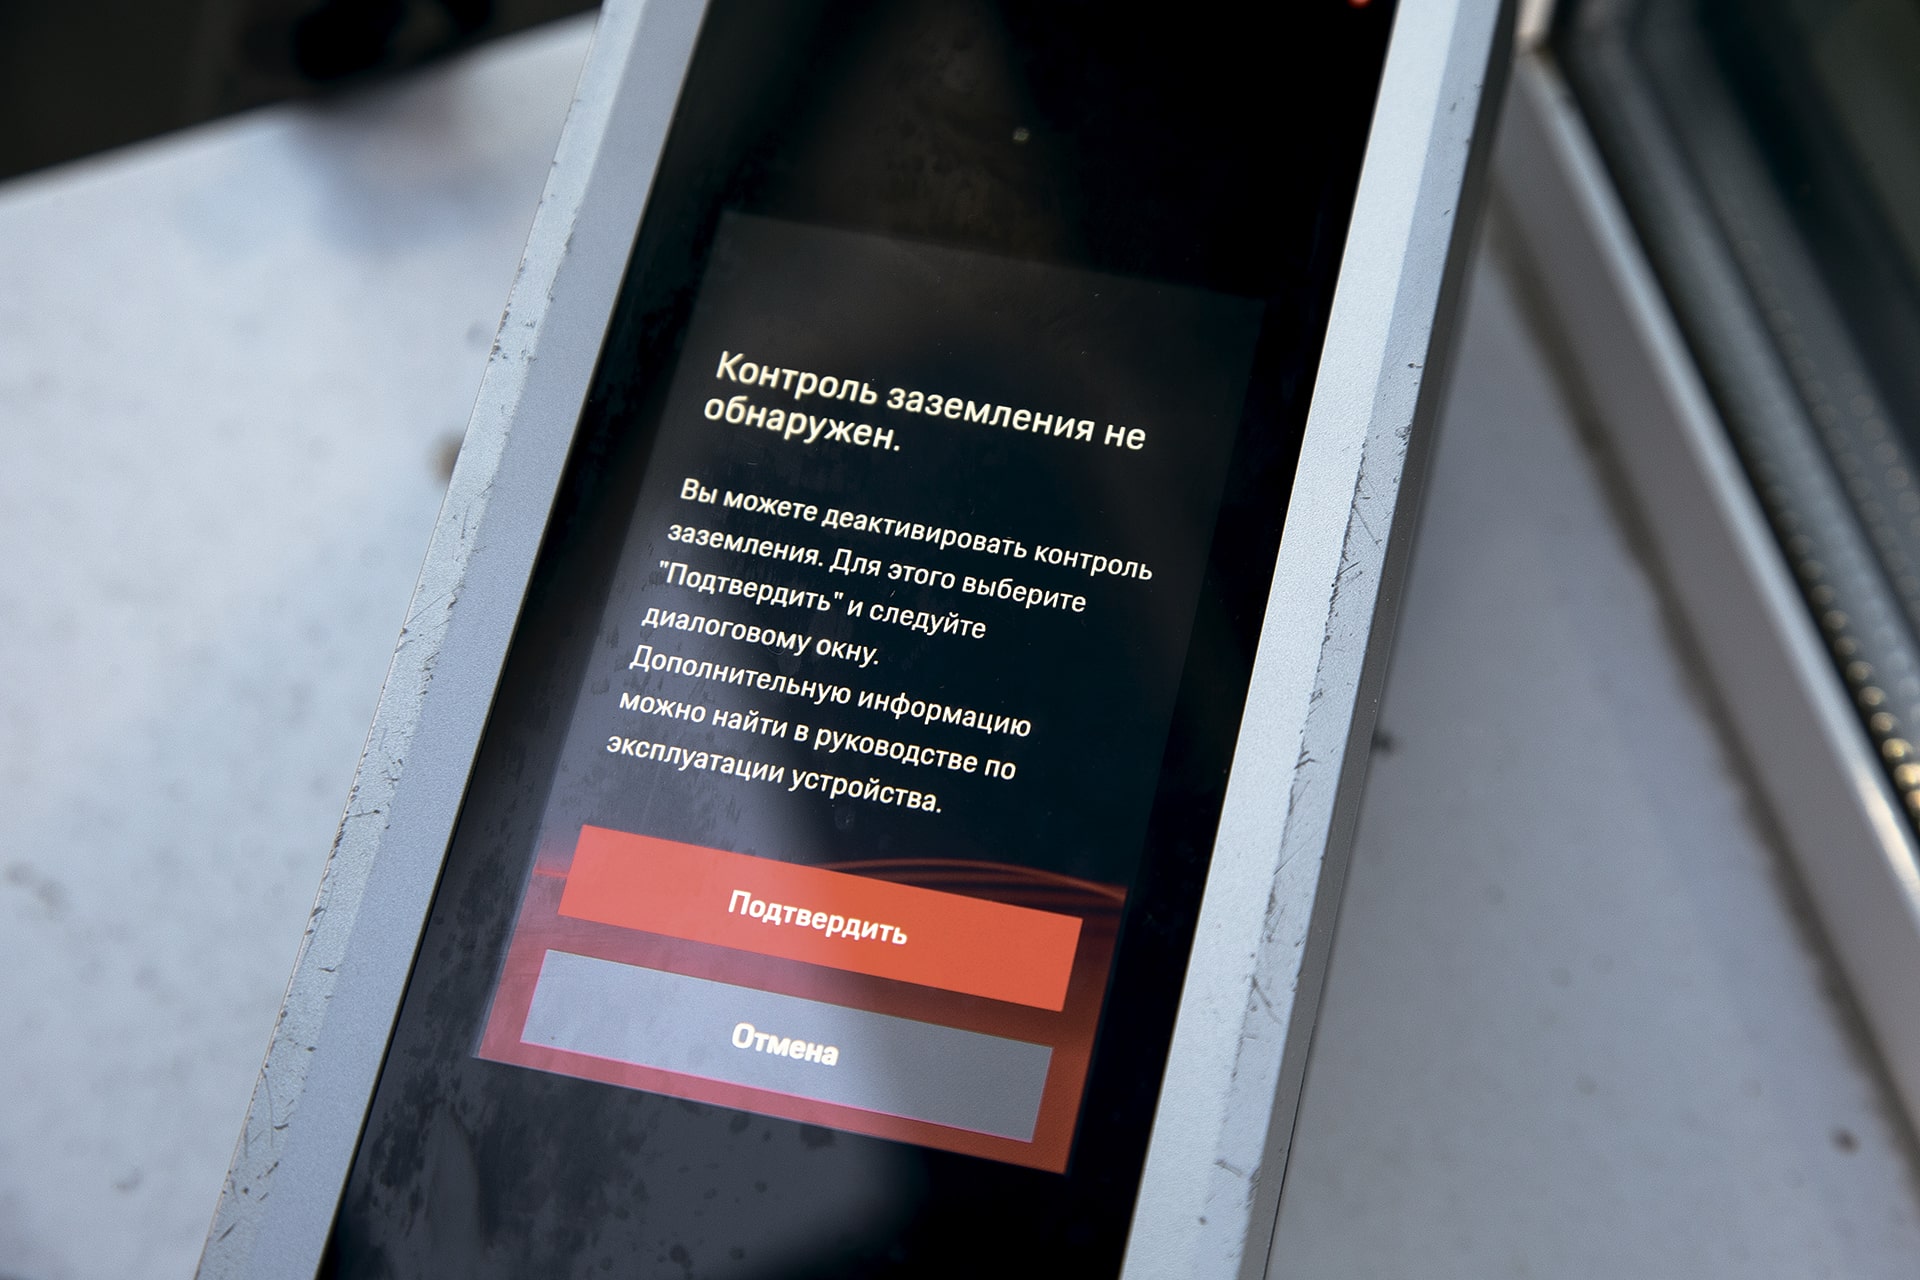 Контроль заземления не
обнаружен.
Вы можете деактивировать контроль
заземления. Для этого выберите
"Подтвердить" и следуйте
диалоговому окну.
Дополнительную информацию
можно найти в руководстве по
эксплуатации устройства.
Подтвердить
Отмена